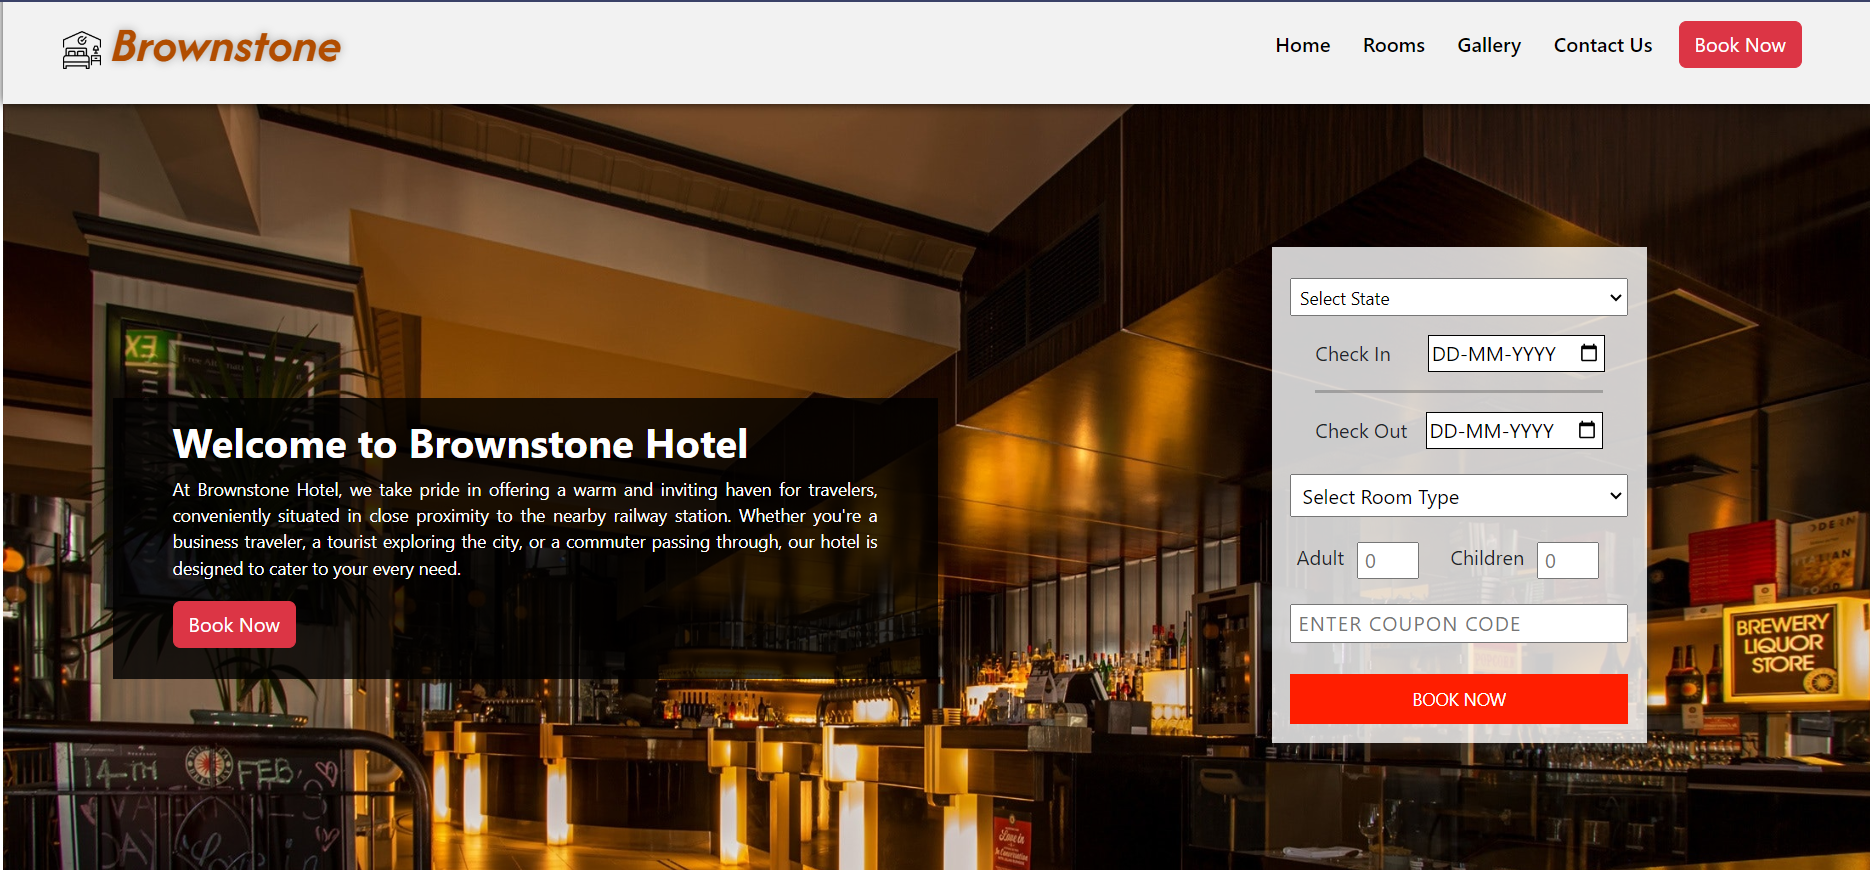 Brownstone
Home Rooms Gallery Contact Us Book Now
Welcome to Brownstone Hotel
At Brownstone Hotel, we take pride in offering a warm and inviting haven for travelers,
conveniently situated in close proximity to the nearby railway station. Whether you're a
business traveler, a tourist exploring the city, or a commuter passing through, our hotel is
designed to cater to your every need.
Book Now
Select State
Check In DD-MM-YYYY
Check Out DD-MM-YYYY
Select Room Type
Adult 0 Children 0
ENTER COUPON CODE
BOOK NOW
EX
BREWERY
LIQUOR
STORE
14-TH FEB,
DAY